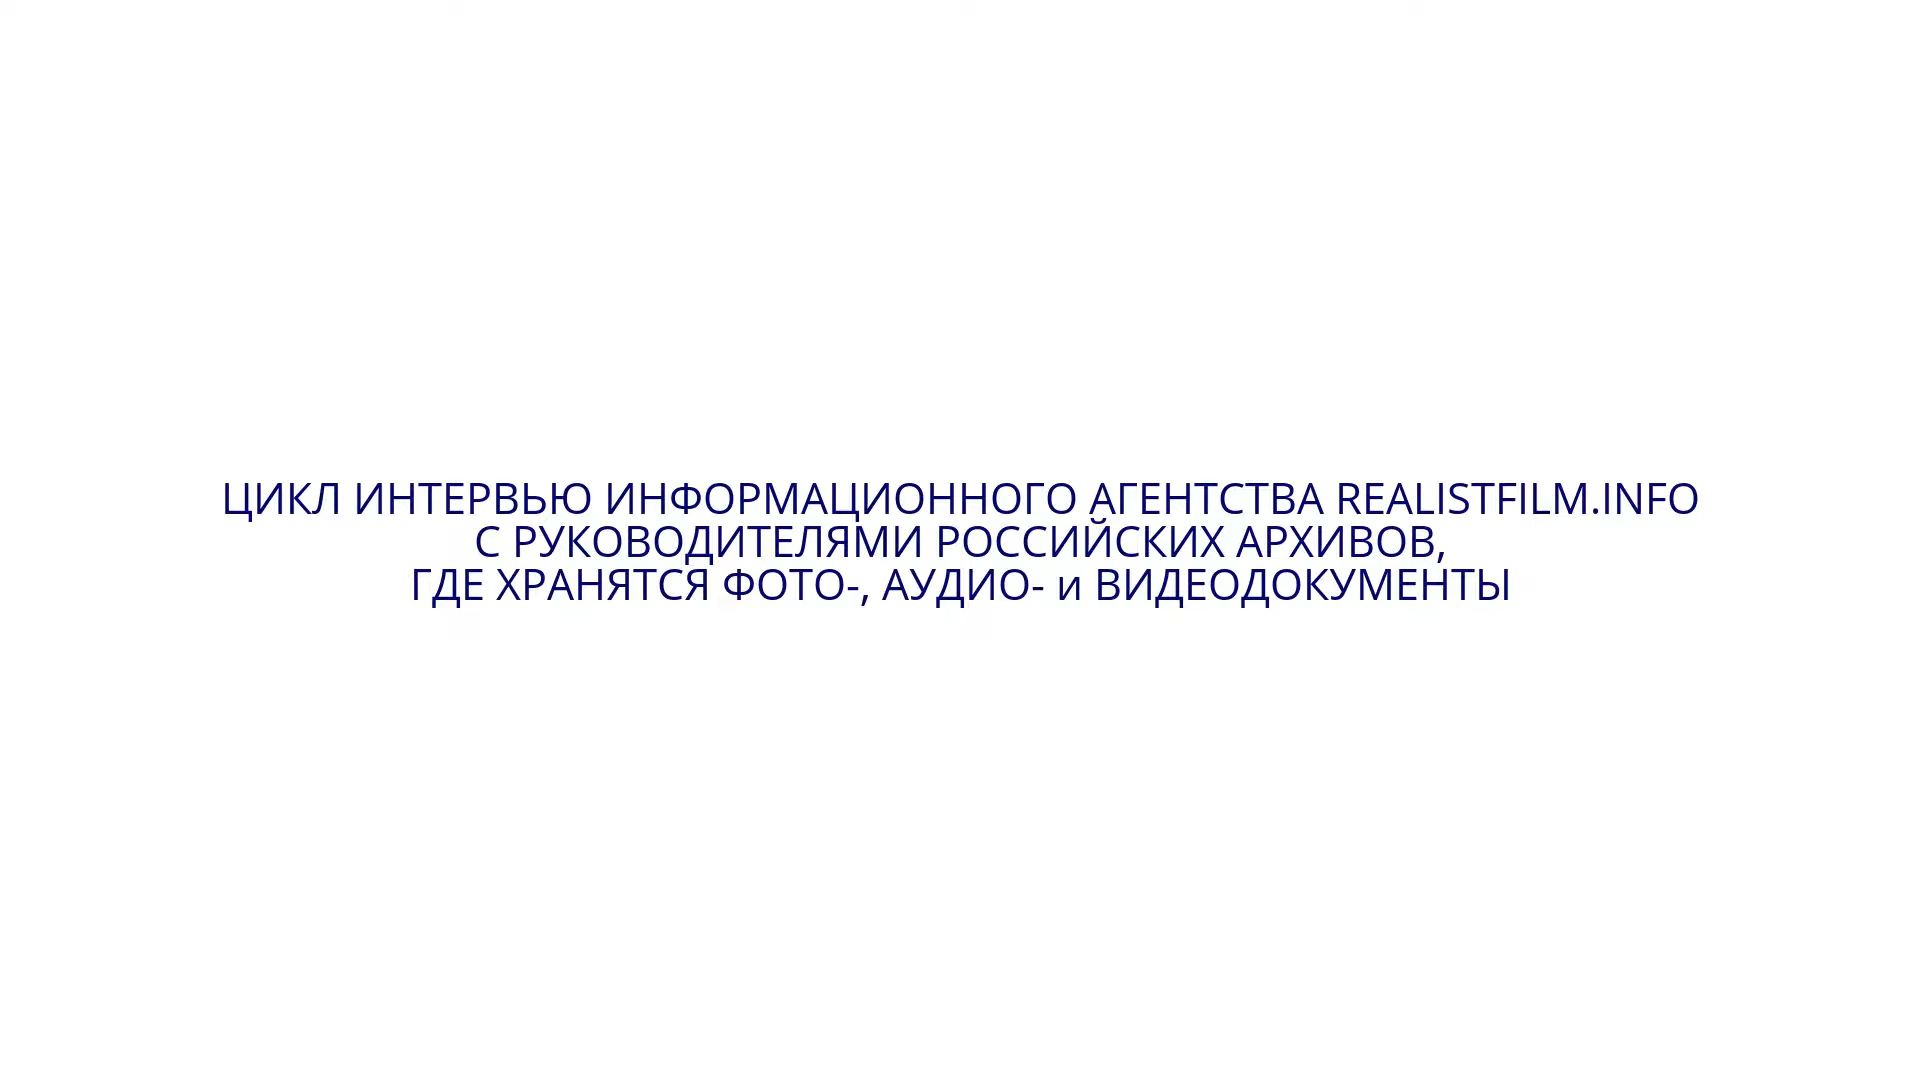 ЦИКЛ ИНТЕРВЬЮ ИНФОРМАЦИОННОГО АГЕНТСТВА REALISTFILM.INFO
С РУКОВОДИТЕЛЯМИ РОССИЙСКИХ АРХИВОВ,
ГДЕ ХРАНЯТСЯ ФОТО-, АУДИО- и ВИДЕОДОКУМЕНТЫ